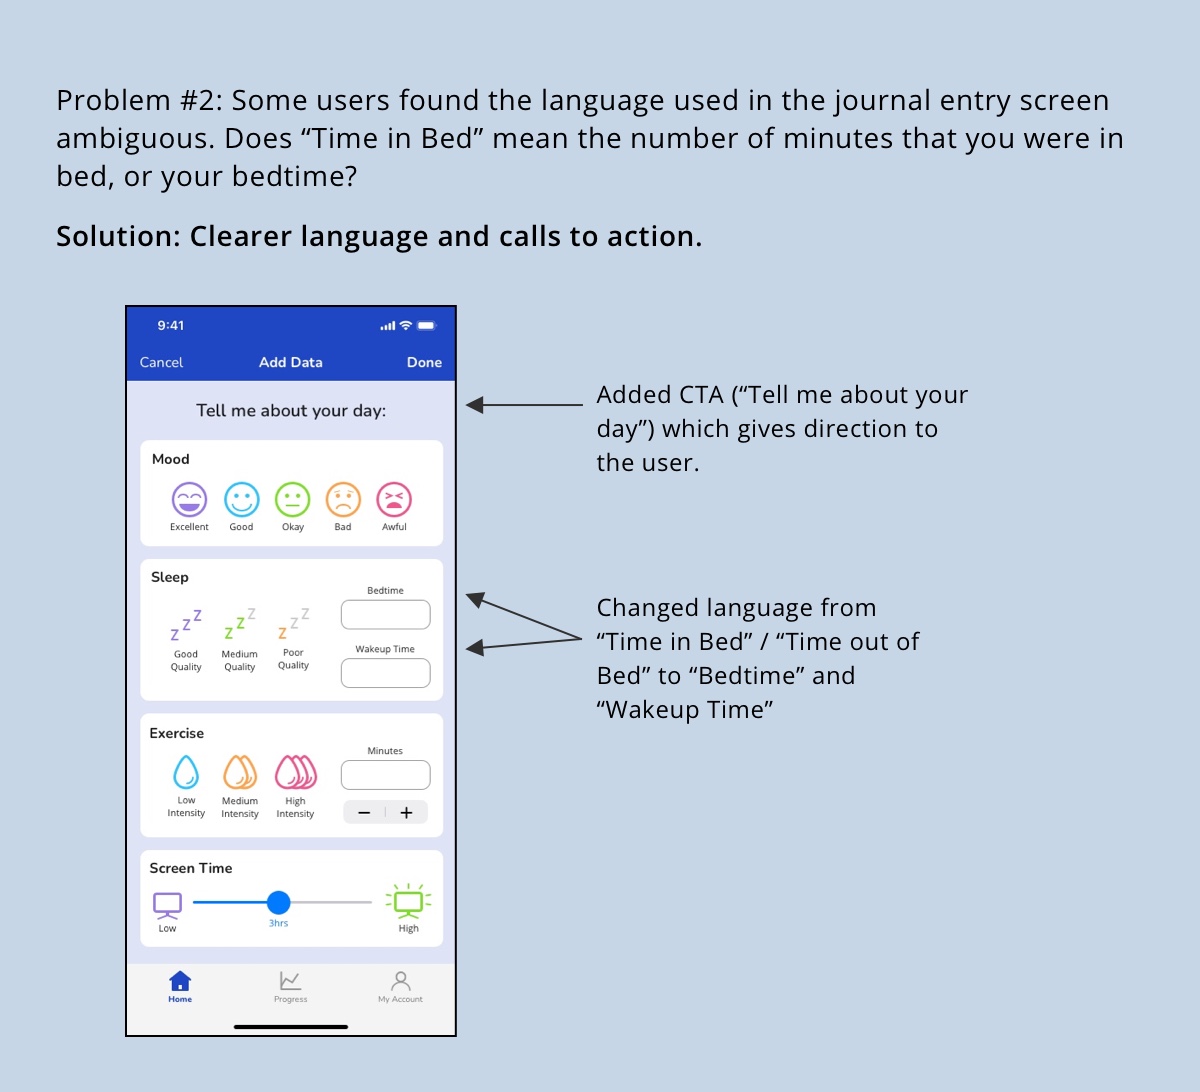 Problem #2: Some users found the language used in the journal entry screen
ambiguous. Does “Time in Bed” mean the number of minutes that you were in
bed, or your bedtime?
Solution: Clearer language and calls to action.
9:41
Cancel
Add Data
Done
Tell me about your day:
Mood
Excellent
Good
Okay
Bad
Awful
Sleep
z z z
Good
Quality
z z z
Medium
Quality
z z z
Poor
Quality
Bedtime
Wakeup Time
Exercise
Low
Intensity
Medium
Intensity
High
Intensity
Minutes
− +
Screen Time
Low
3hrs
High
Home
Progress
My Account
Added CTA (“Tell me about your
day”) which gives direction to
the user.
Changed language from
“Time in Bed” / “Time out of
Bed” to “Bedtime” and
“Wakeup Time”